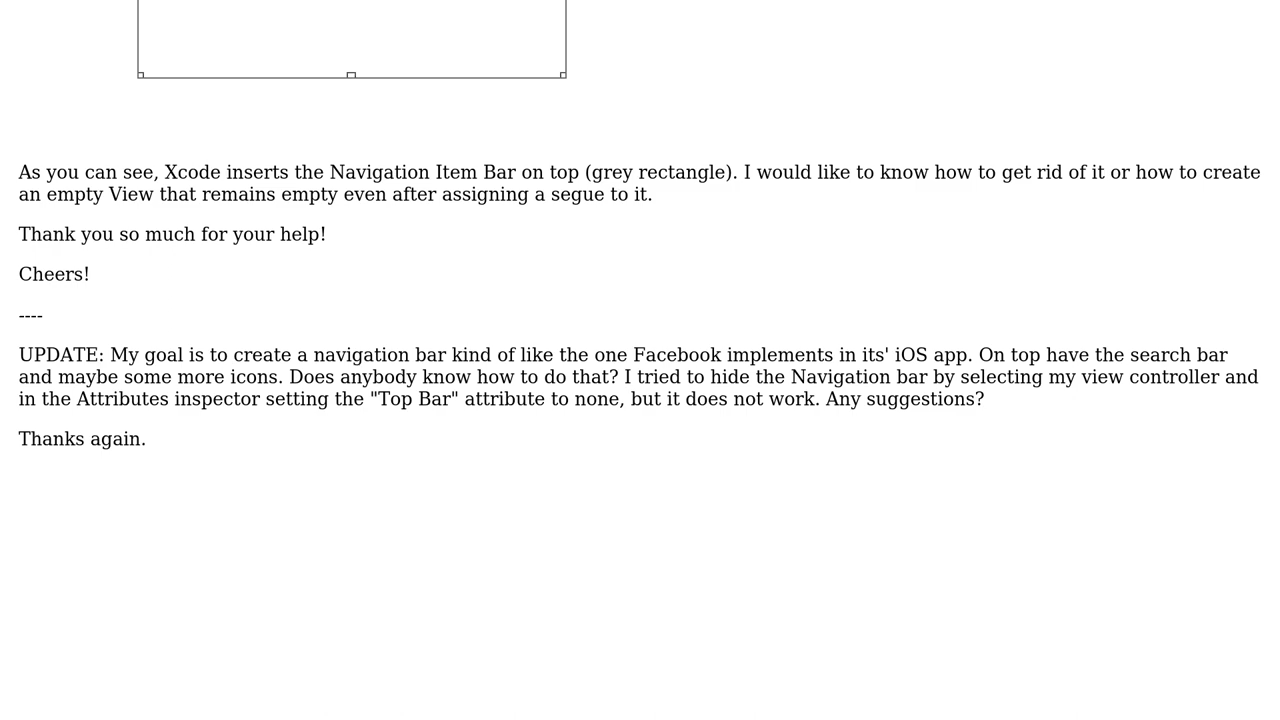 As you can see, Xcode inserts the Navigation Item Bar on top (grey rectangle). I would like to know how to get rid of it or how to create
an empty View that remains empty even after assigning a segue to it.
Thank you so much for your help!
Cheers!
----
UPDATE: My goal is to create a navigation bar kind of like the one Facebook implements in its' iOS app. On top have the search bar
and maybe some more icons. Does anybody know how to do that? I tried to hide the Navigation bar by selecting my view controller and
in the Attributes inspector setting the "Top Bar" attribute to none, but it does not work. Any suggestions?
Thanks again.